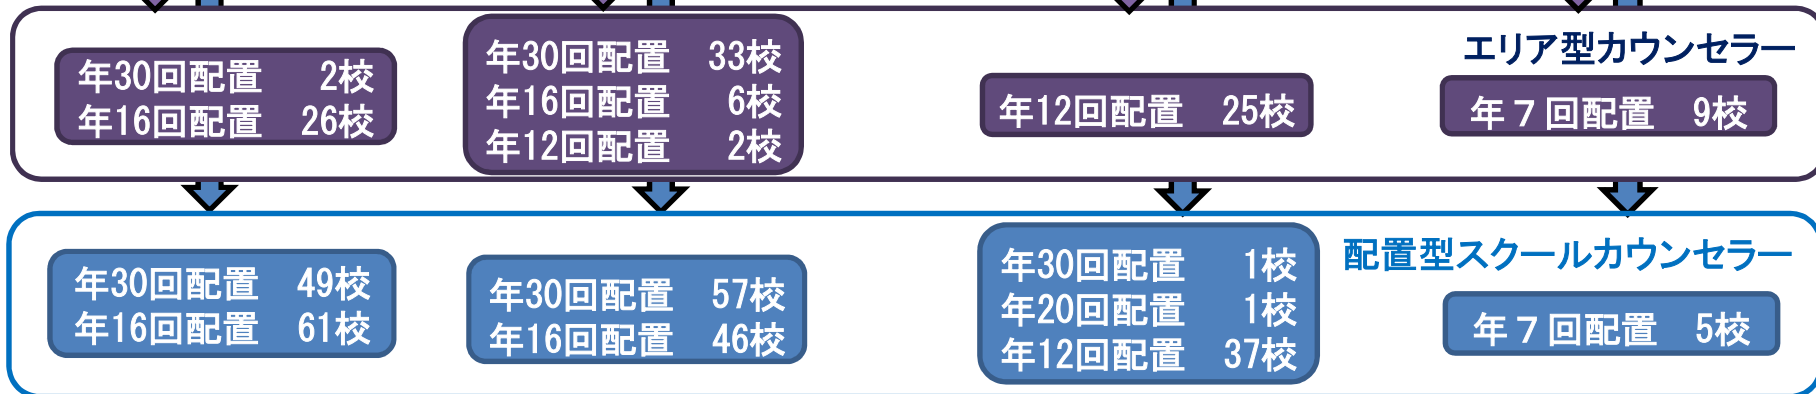 エリア型カウンセラー
年30回配置 2校
年16回配置 26校
年30回配置 33校
年16回配置 6校
年12回配置 2校
年12回配置 25校
年７回配置 9校
配置型スクールカウンセラー
年30回配置 49校
年16回配置 61校
年30回配置 57校
年16回配置 46校
年30回配置 1校
年20回配置 1校
年12回配置 37校
年７回配置 5校